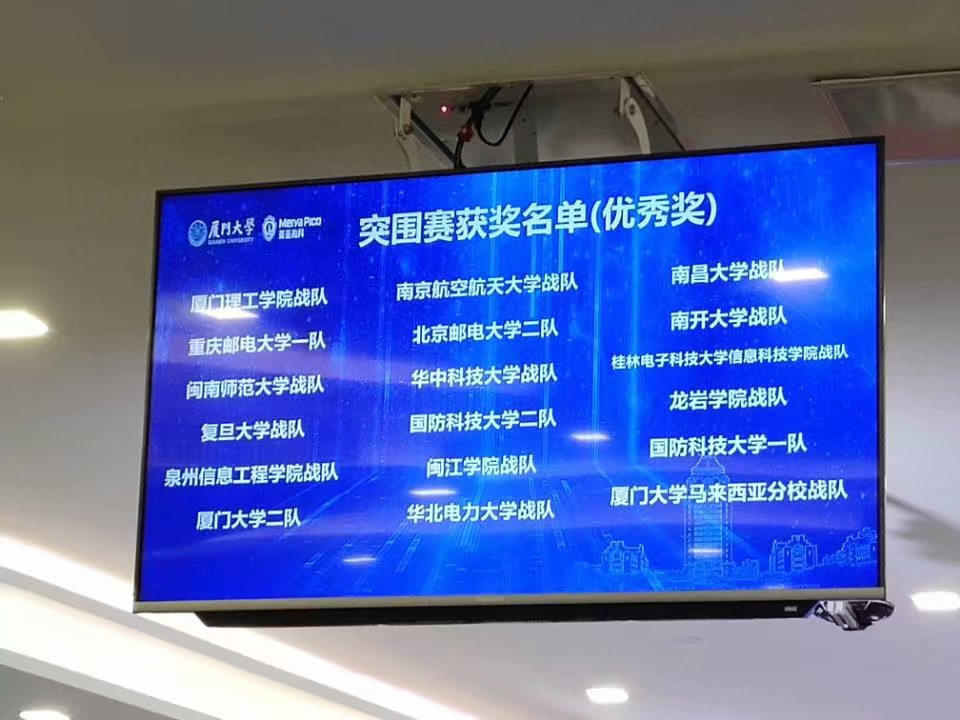 厦门大学
XIAMEN UNIVERSITY
Meiya Pico
美亚柏科
突围赛获奖名单(优秀奖)
厦门理工学院战队
重庆邮电大学一队
闽南师范大学战队
复旦大学战队
泉州信息工程学院战队
厦门大学二队
南京航空航天大学战队
北京邮电大学二队
华中科技大学战队
国防科技大学二队
闽江学院战队
华北电力大学战队
南昌大学战队
南开大学战队
桂林电子科技大学信息科技学院战队
龙岩学院战队
国防科技大学一队
厦门大学马来西亚分校战队